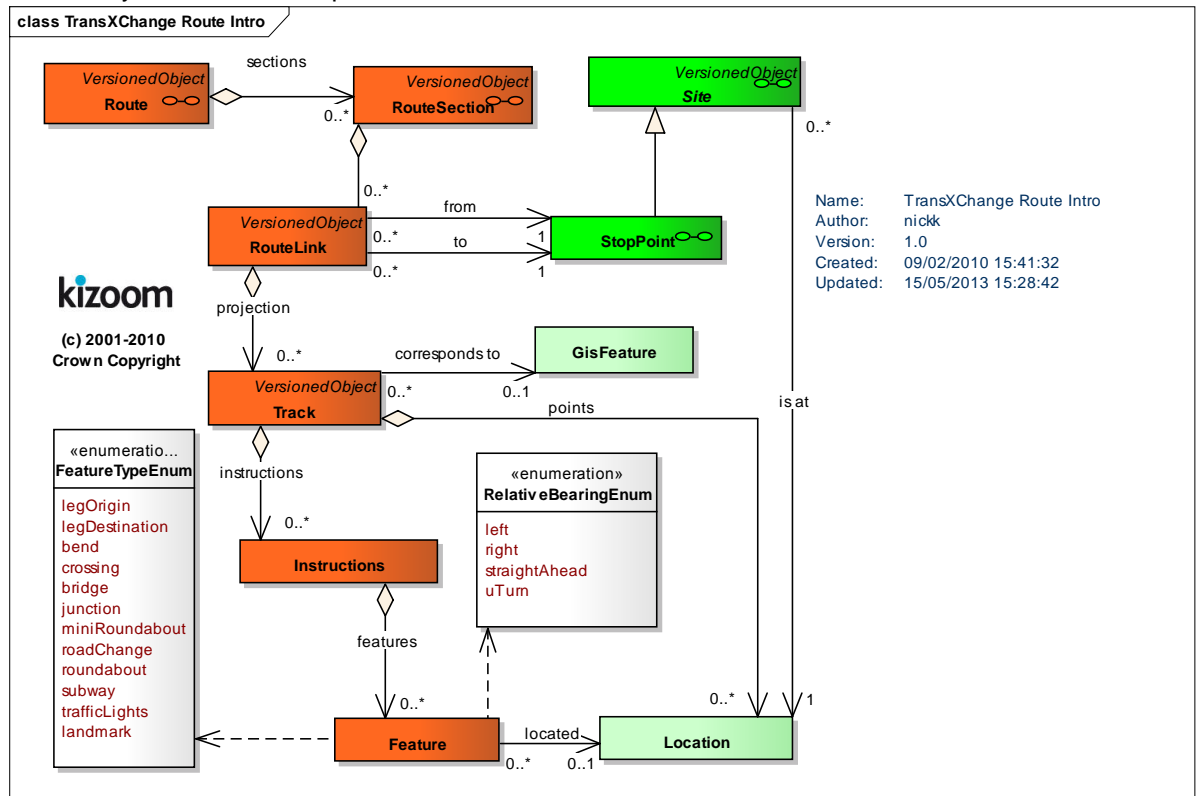 class TransXChange Route Intro
sections
VersionedObject
Route
VersionedObject
RouteSection
0..*
VersionedObject
Site
0..*
0..*
VersionedObject
RouteLink
from
0..*
1
to
0..*
1
StopPoint
Name: TransXChange Route Intro
Author: nickk
Version: 1.0
Created: 09/02/2010 15:41:32
Updated: 15/05/2013 15:28:42
kizoom
(c) 2001-2010
Crown Copyright
projection
0..*
corresponds to
0..*
0..1
GisFeature
VersionedObject
Track
points
is at
«enumeratio...
FeatureTypeEnum
legOrigin
legDestination
bend
crossing
bridge
junction
miniRoundabout
roadChange
roundabout
subway
trafficLights
landmark
instructions
0..*
«enumeration»
RelativeBearingEnum
left
right
straightAhead
uTurn
Instructions
features
0..*
0..*
1
Feature
located
0..*
0..1
Location